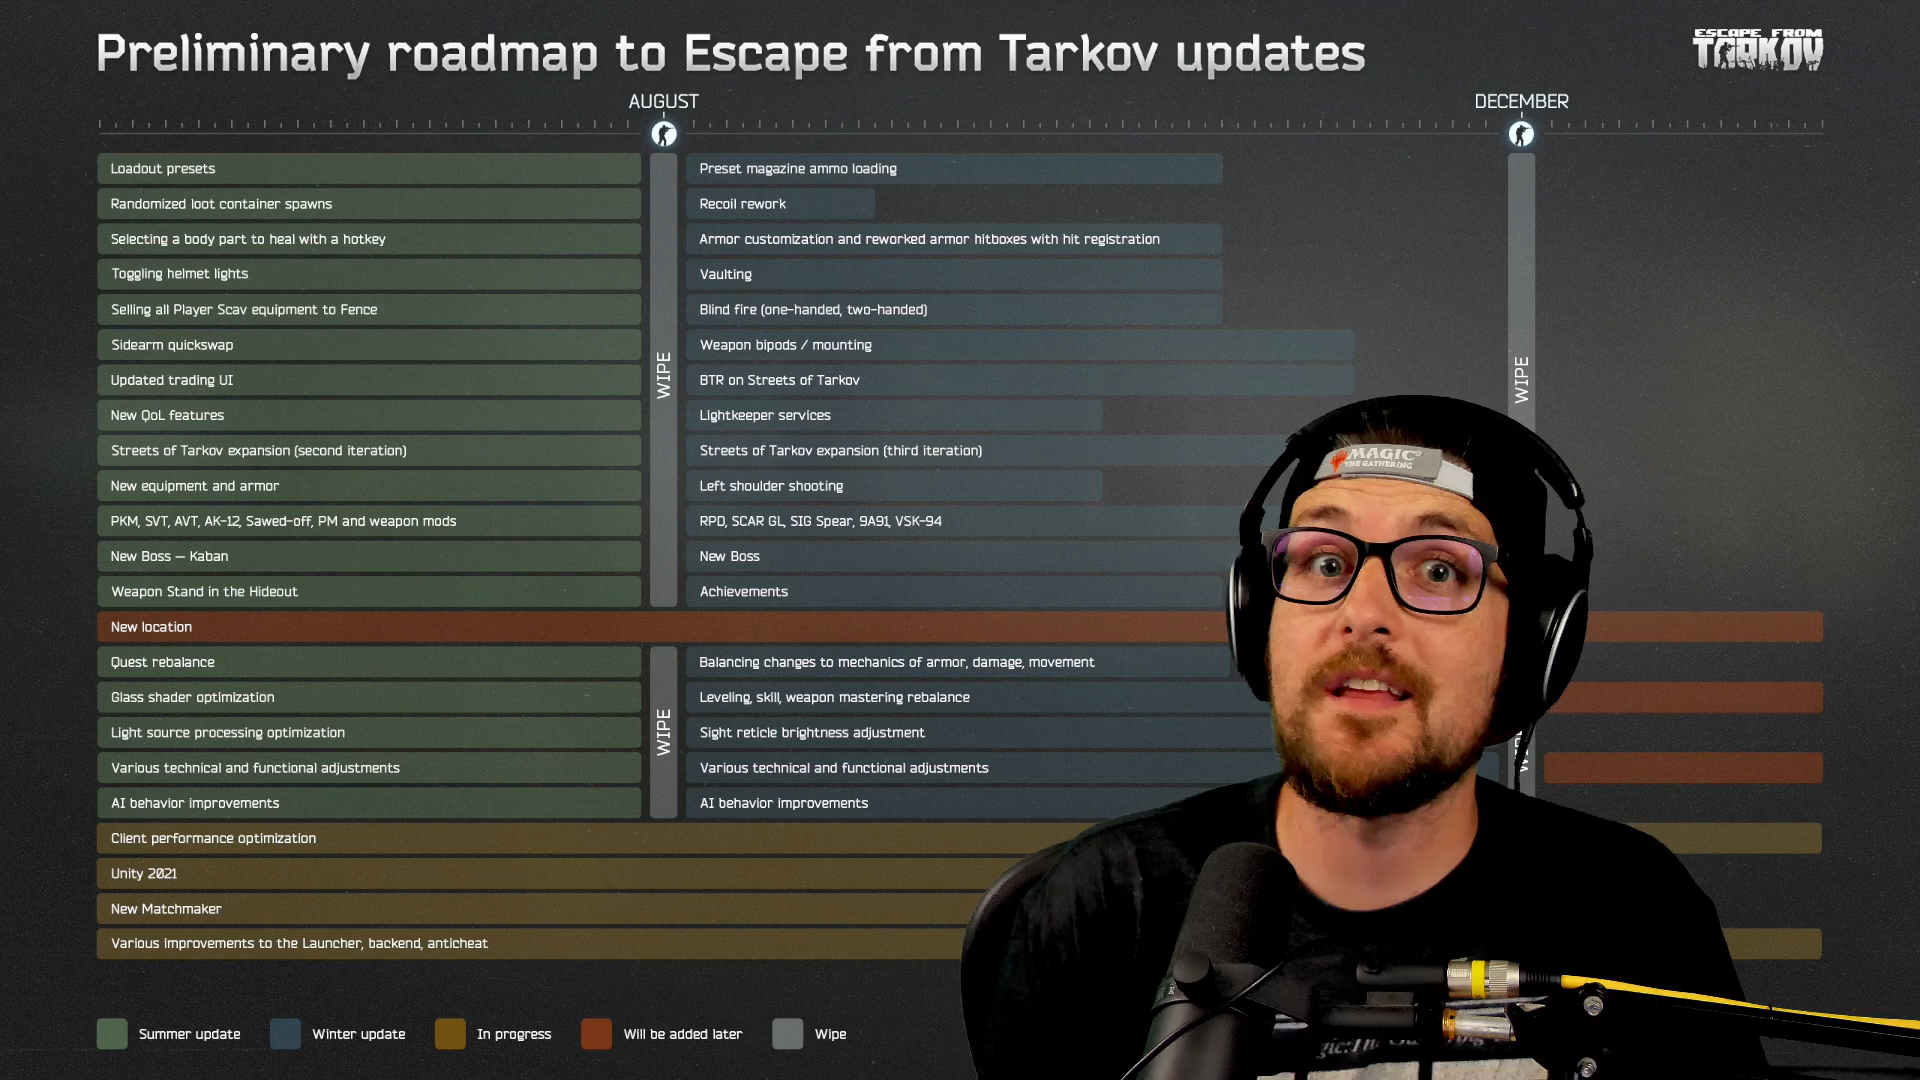 Preliminary roadmap to Escape from Tarkov updates
ESCAPE FROM
TARKOV
AUGUST
DECEMBER
Loadout presets
Preset magazine ammo loading
Randomized loot container spawns
Recoil rework
Selecting a body part to heal with a hotkey
Armor customization and reworked armor hitboxes with hit registration
Toggling helmet lights
Vaulting
Selling all Player Scav equipment to Fence
Blind fire (one-handed, two-handed)
Sidearm quickswap
Weapon bipods / mounting
WIPE
WIPE
Updated trading UI
BTR on Streets of Tarkov
New QoL features
Lightkeeper services
Streets of Tarkov expansion (second iteration)
Streets of Tarkov expansion (third iteration)
MAGIC
THE GATHERING
New equipment and armor
Left shoulder shooting
PKM, SVT, AVT, AK-12, Sawed-off, PM and weapon mods
RPD, SCAR GL, SIG Spear, 9A91, VSK-94
New Boss – Kaban
New Boss
Weapon Stand in the Hideout
Achievements
New location
Quest rebalance
Balancing changes to mechanics of armor, damage, movement
Glass shader optimization
Leveling, skill, weapon mastering rebalance
WIPE
Light source processing optimization
Sight reticle brightness adjustment
Various technical and functional adjustments
Various technical and functional adjustments
AI behavior improvements
AI behavior improvements
Client performance optimization
Unity 2021
New Matchmaker
Various improvements to the Launcher, backend, anticheat
Summer update
Winter update
In progress
Will be added later
Wipe